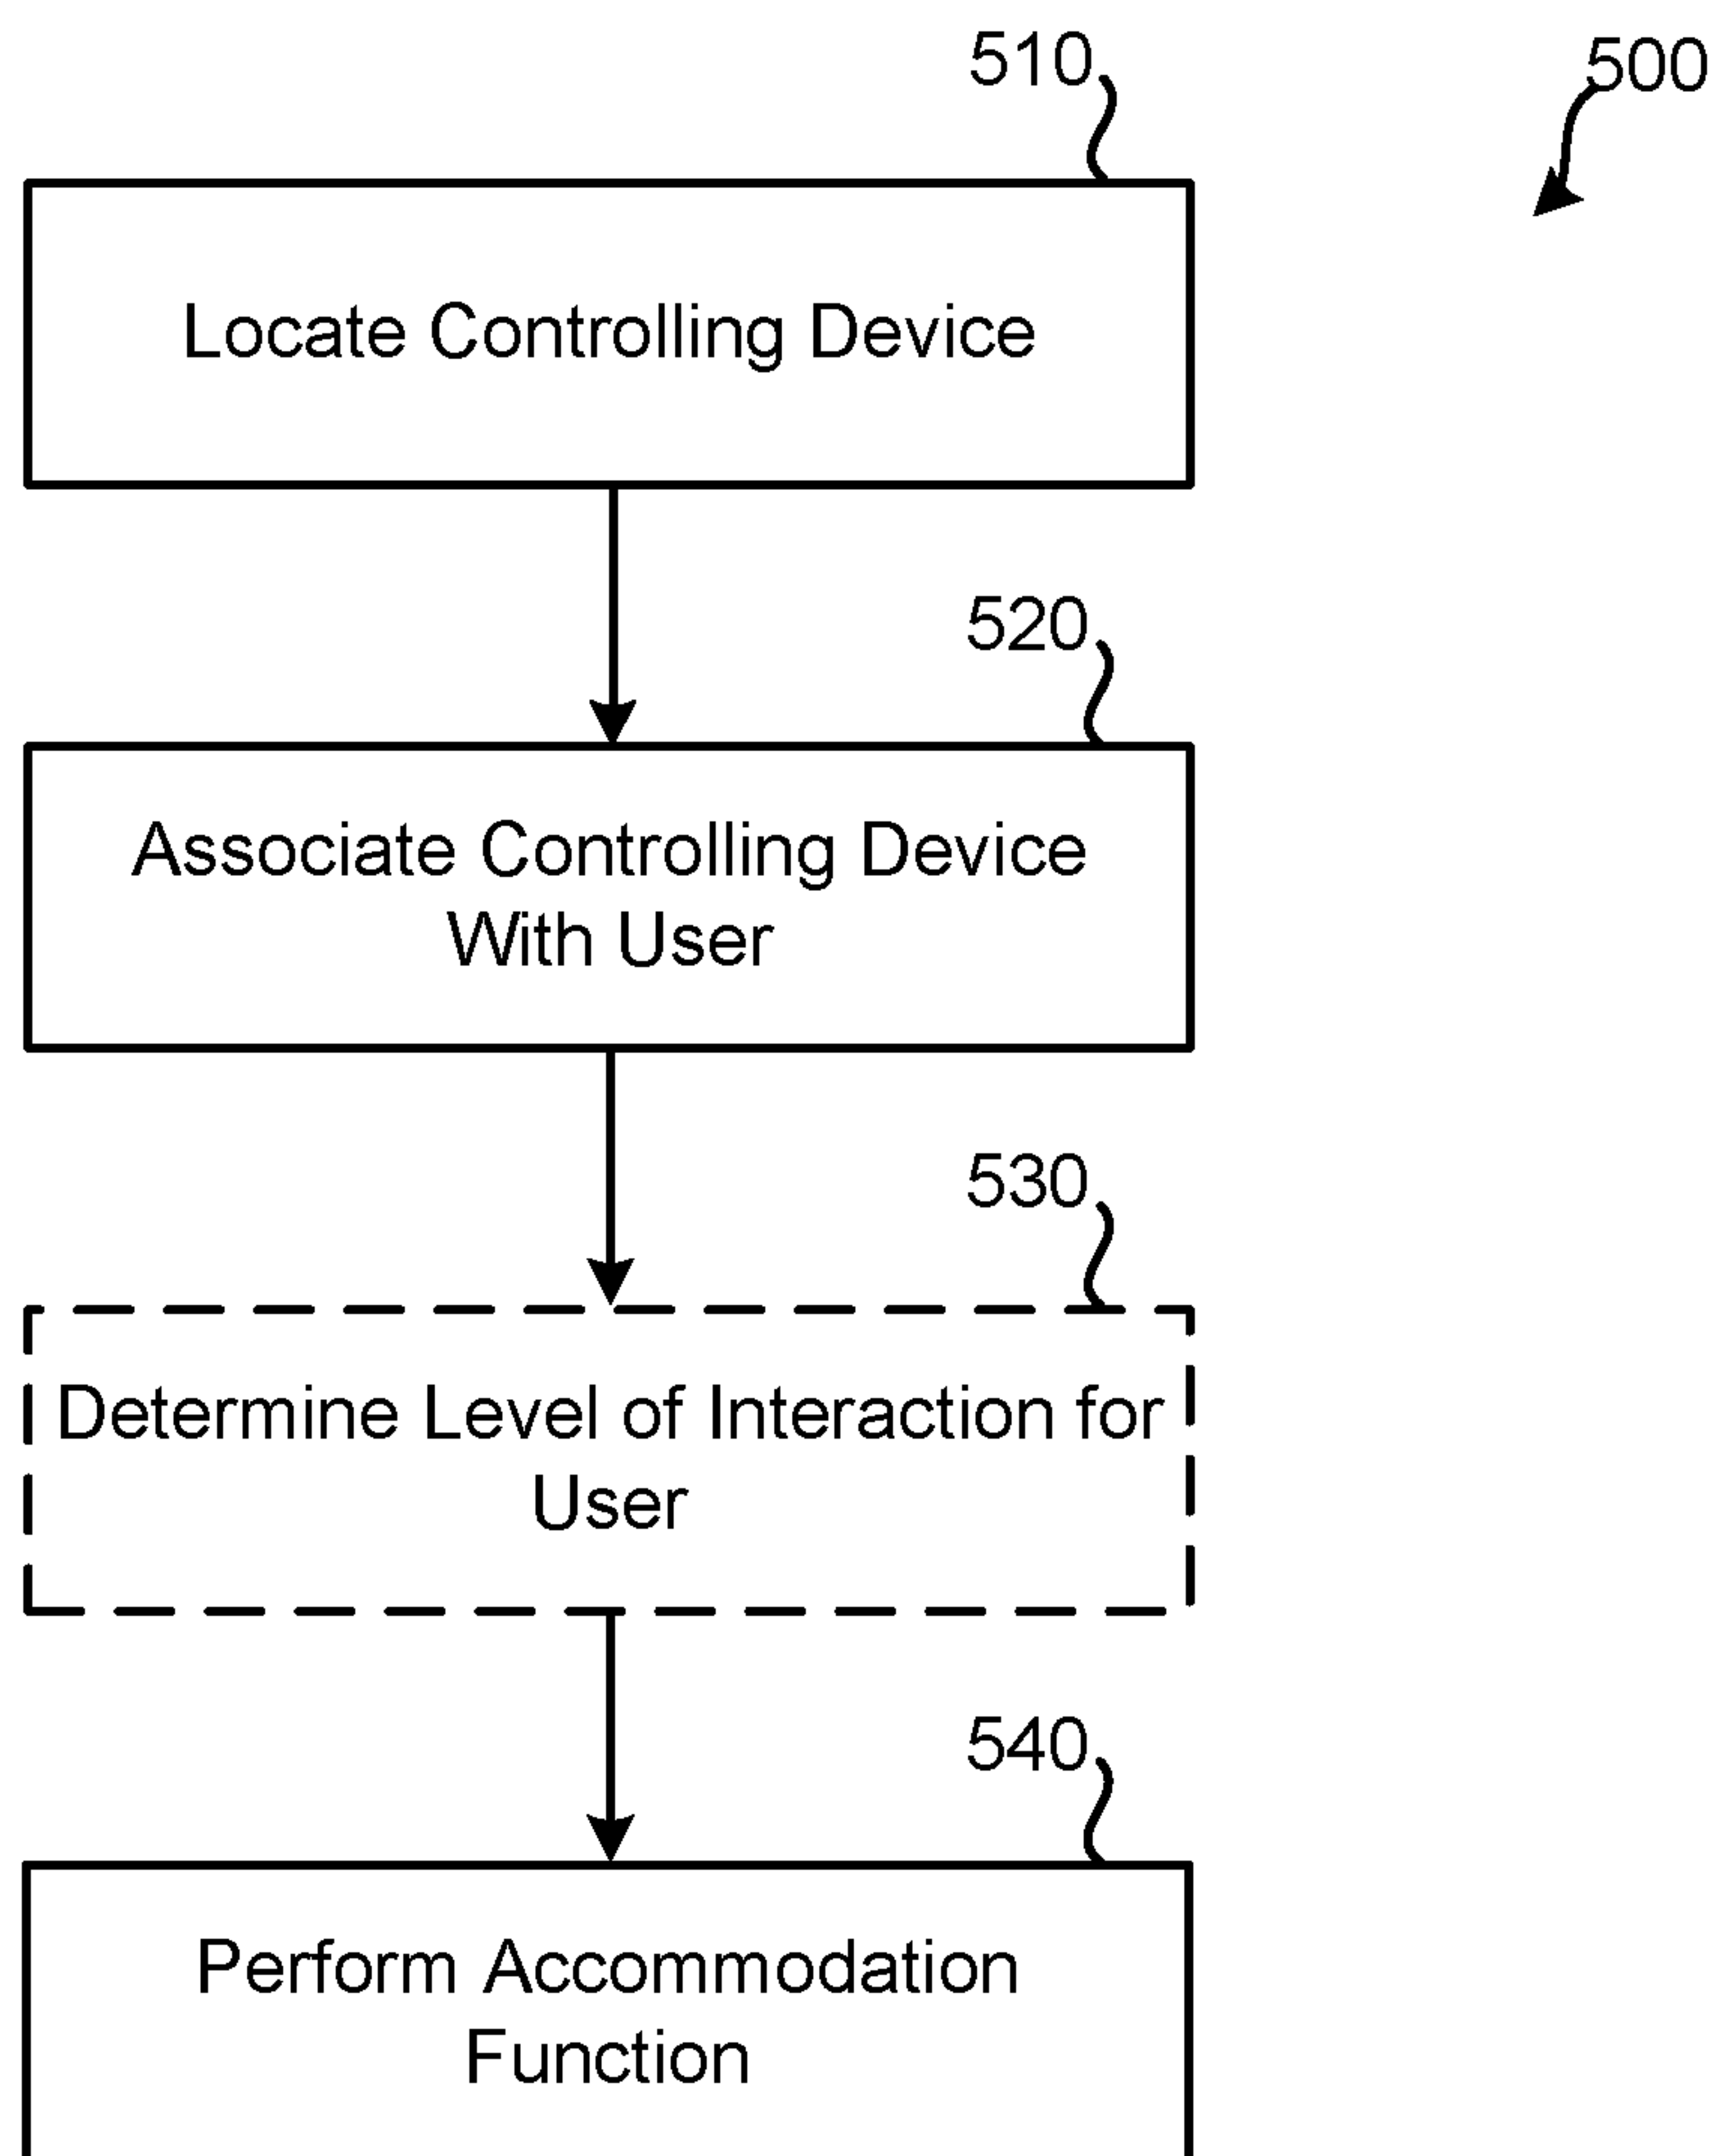 510
500
Locate Controlling Device
520
Associate Controlling Device
With User
530
Determine Level of Interaction for
User
540
Perform Accommodation
Function